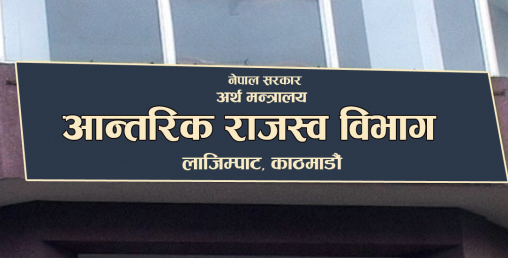 नेपाल सरकार
अर्थ मन्त्रालय
आन्तरिक राजस्व विभाग
लाजिम्पाट, काठमाडौ